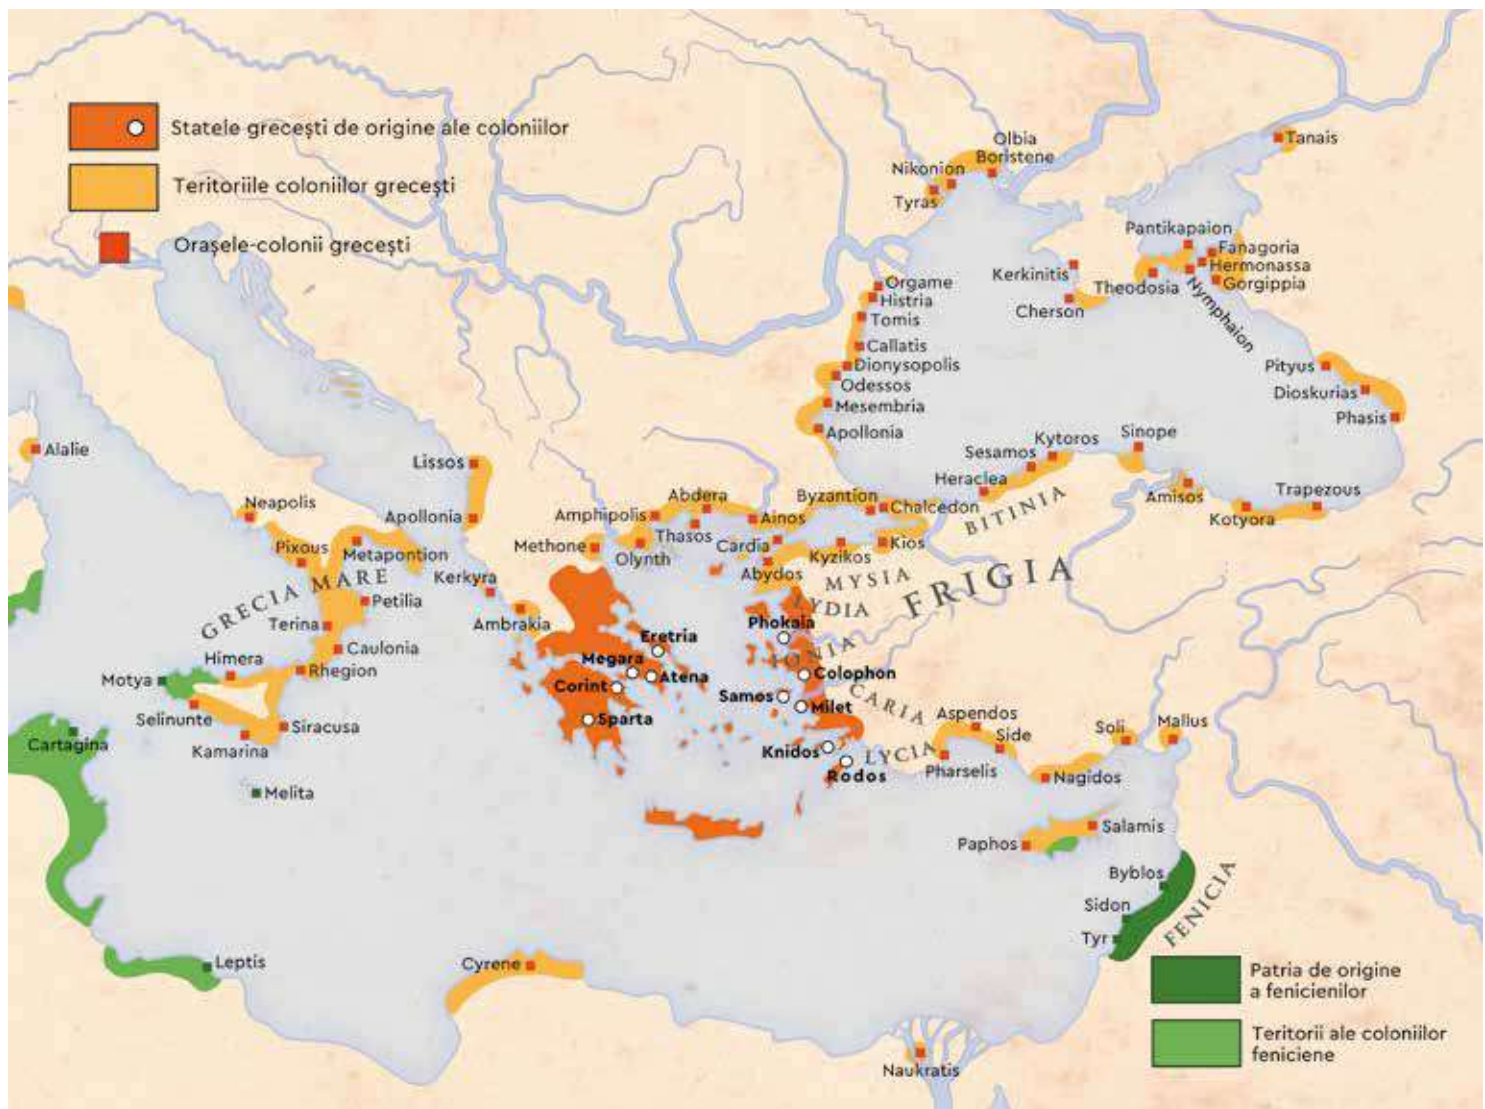 Statele grecești de origine ale coloniilor
Teritoriile coloniilor grecești
Orașele-colonii grecești
Olbia
Boristene
Nikonion
Tyras
Tanais
Pantikapaion
Fanagoria
Hermonassa
Gorgippia
Kerkinitis
Theodosia
Cherson
Nymphaion
Orgame
Histria
Tomis
Callatis
Dionysopolis
Odessos
Mesembria
Apollonia
Pityus
Dioskurias
Phasis
Alalie
Lissos
Apollonia
Neapolis
Pixous
Metapontion
GRECIA MARE
Petilia
Terina
Caulonia
Himera
Rhegion
Motya
Selinunte
Kamarina
Siracusa
Cartagina
Melita
Leptis
Kerkyra
Ambrakia
Amphipolis
Abdera
Methone
Olynth
Thasos
Ainos
Cardia
Abydos
Byzantion
Chalcedon
Kyzikos
Kios
Heraclea
Sesamos
Kytoros
Sinope
Amisos
Kotyora
Trapezous
BITINIA
MYSIA
FRIGIA
LYDIA
Phokaia
IONIA
Eretria
Megara
Atena
Corint
Sparta
Colophon
Samos
Milet
CARIA
Knidos
Rodos
LYCIA
Aspendos
Side
Pharselis
Soli
Mallus
Nagidos
Salamis
Paphos
Byblos
Sidon
Tyr
FENICIA
Cyrene
Naukratis
Patria de origine
a fenicienilor
Teritorii ale coloniilor
feniciene